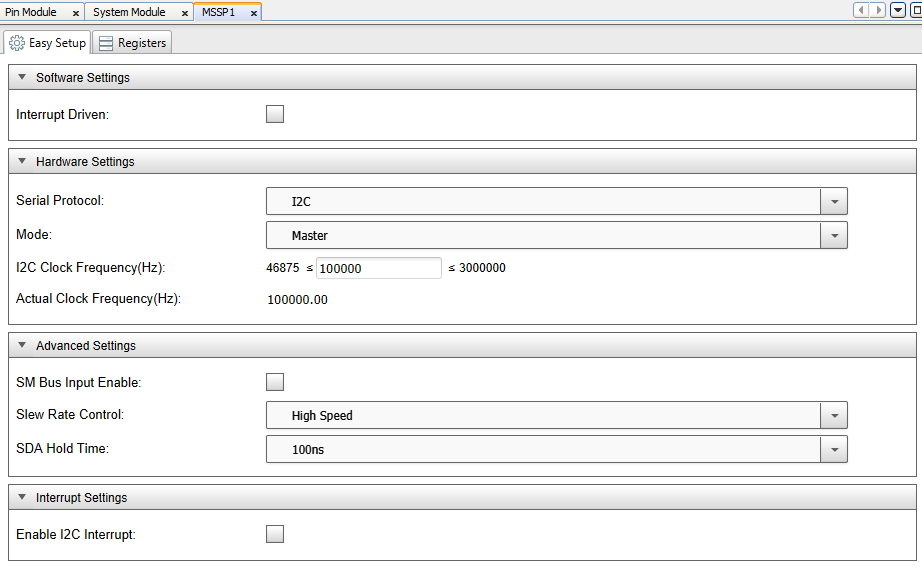 Pin Module × System Module × MSSP1 ×
Easy Setup Registers
Software Settings
Interrupt Driven:
Hardware Settings
Serial Protocol: I2C
Mode: Master
I2C Clock Frequency(Hz): 46875 ≤ 100000 ≤ 3000000
Actual Clock Frequency(Hz): 100000.00
Advanced Settings
SM Bus Input Enable:
Slew Rate Control: High Speed
SDA Hold Time: 100ns
Interrupt Settings
Enable I2C Interrupt: